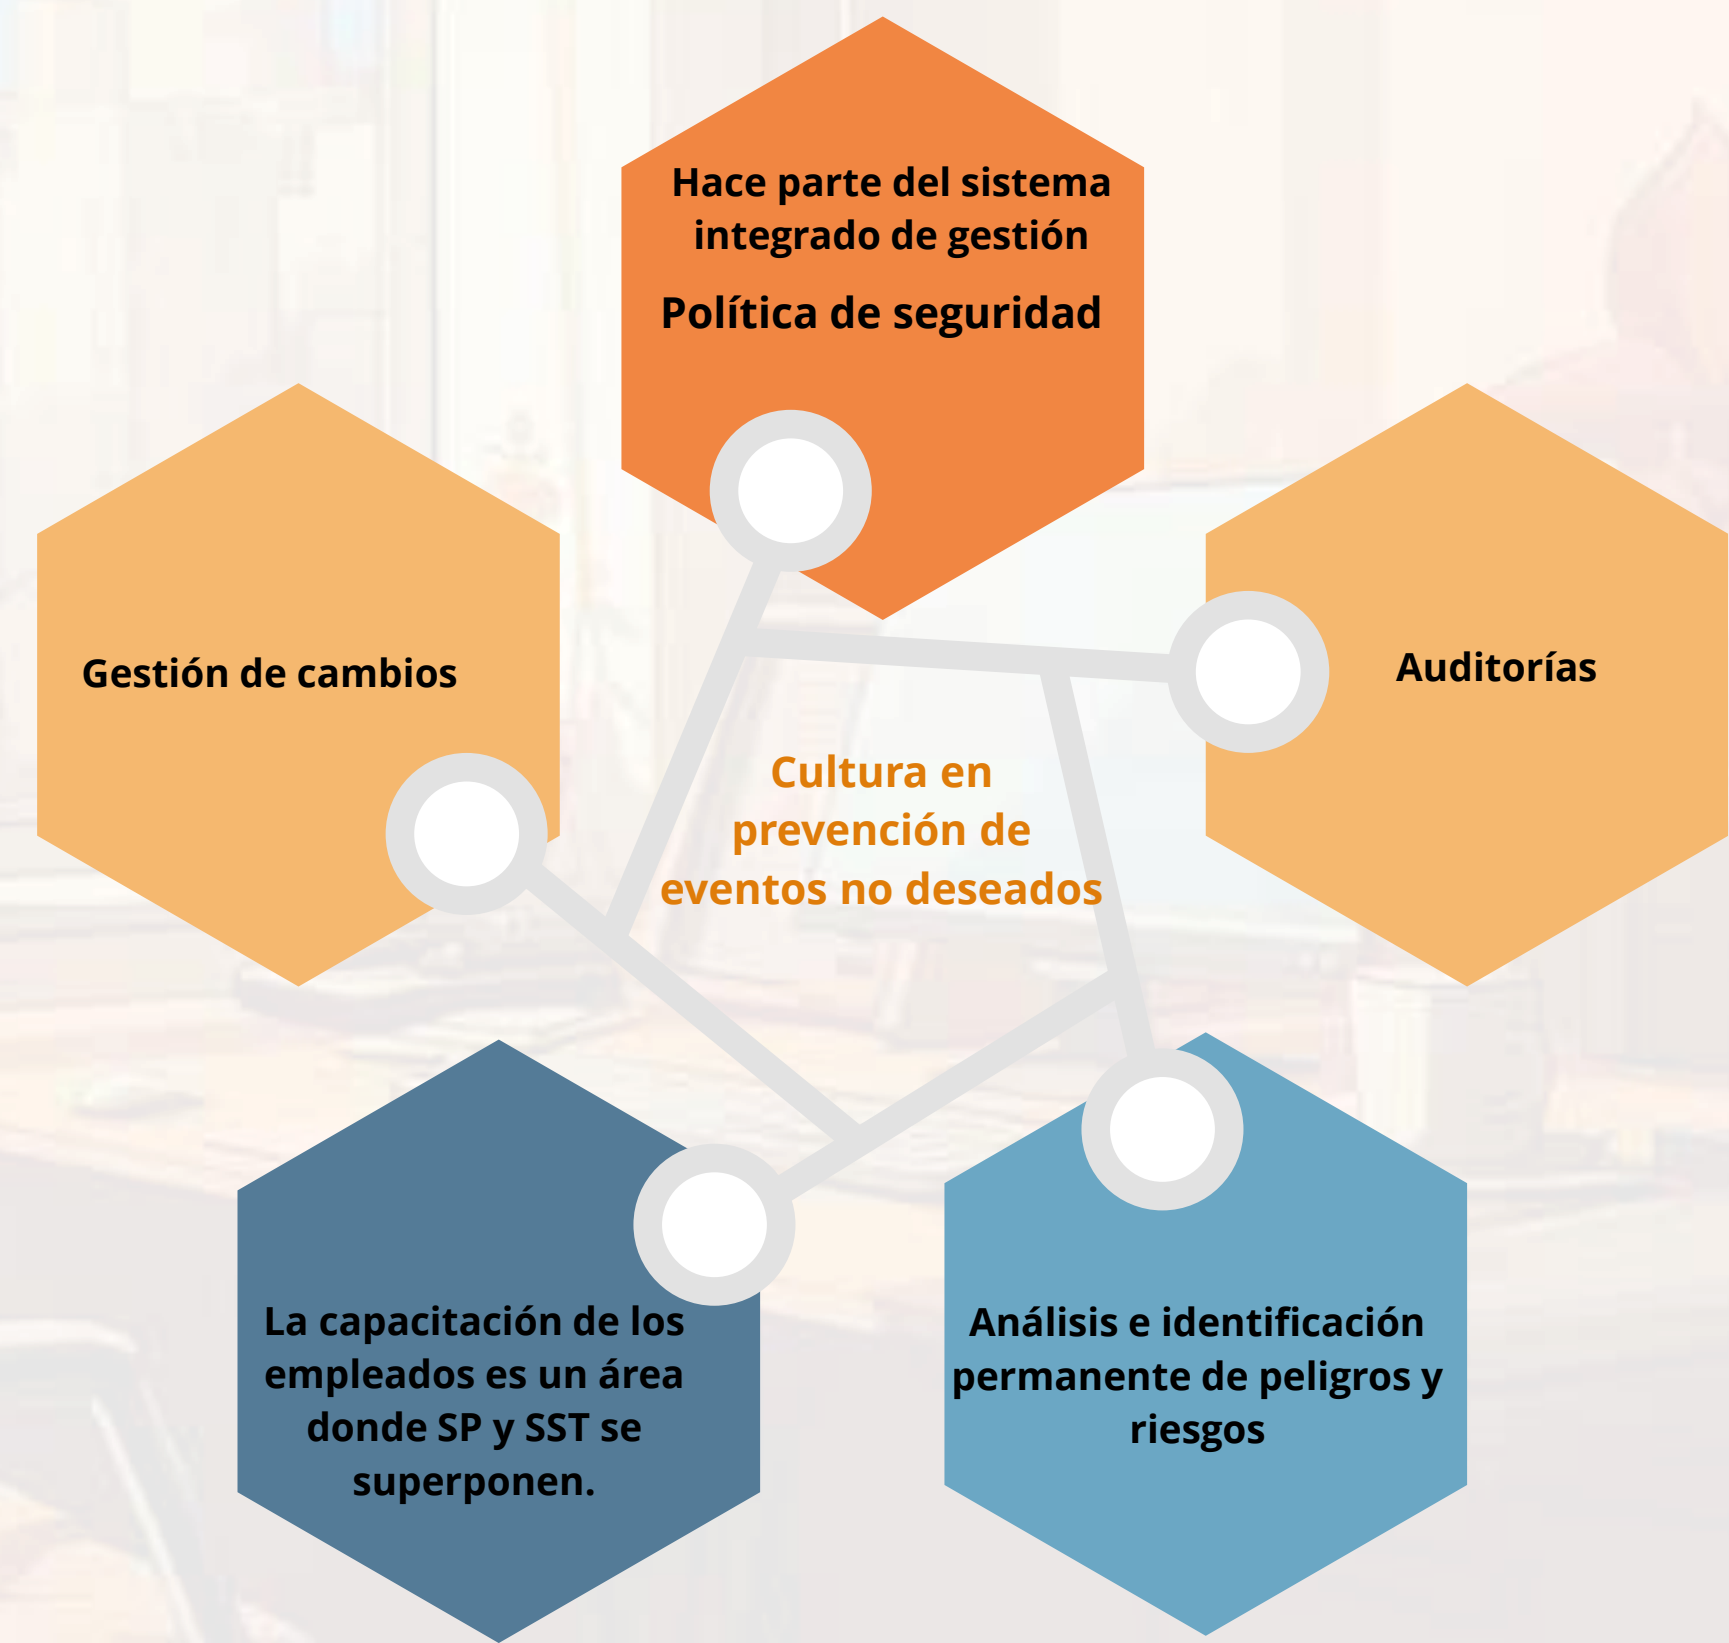 Hace parte del sistema
integrado de gestión
Política de seguridad
Gestión de cambios
Auditorías
Cultura en
prevención de
eventos no deseados
La capacitación de los
empleados es un área
donde SP y SST se
superponen.
Análisis e identificación
permanente de peligros y
riesgos